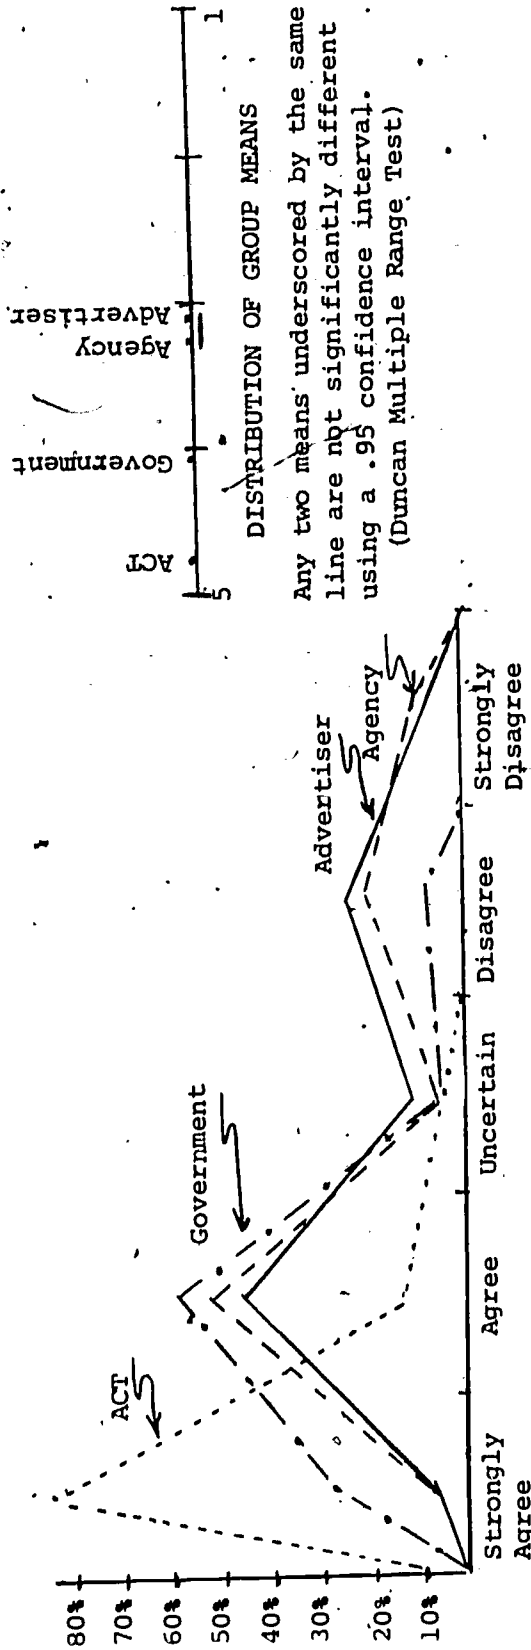 80%
70%
60%
50%
40%
30%
20%
10%
ACT
Government
Advertiser
Agency
Strongly
Agree
Agree
Uncertain
Disagree
Strongly
Disagree
ACT
Government
Agency
Advertiser
5
1
DISTRIBUTION OF GROUP MEANS
Any two means underscored by the same
line are not significantly different
using a .95 confidence interval.
(Duncan Multiple Range Test)